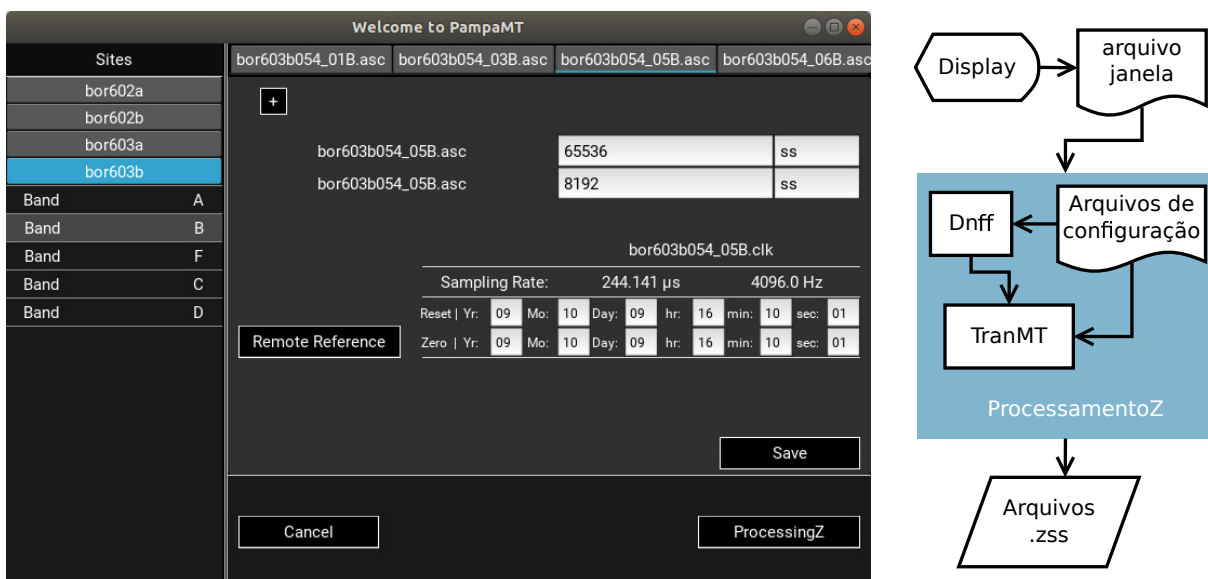 Welcome to PampaMT
Sites
bor602a
bor602b
bor603a
bor603b
Band A
Band B
Band F
Band C
Band D
bor603b054_01B.asc bor603b054_03B.asc bor603b054_05B.asc bor603b054_06B.asc
+
bor603b054_05B.asc 65536 ss
bor603b054_05B.asc 8192 ss
bor603b054_05B.clk
Sampling Rate: 244.141 µs 4096.0 Hz
Reset | Yr: 09 Mo: 10 Day: 09 hr: 16 min: 10 sec: 01
Remote Reference
Zero | Yr: 09 Mo: 10 Day: 09 hr: 16 min: 10 sec: 01
Save
Cancel
ProcessingZ
Display
arquivo
janela
Dnff
Arquivos de
configuração
TranMT
ProcessamentoZ
Arquivos
.zss